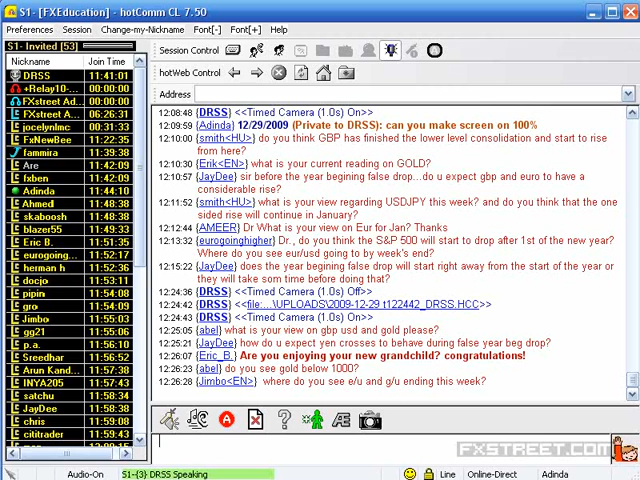 S1- [FXEducation] - hotComm CL 7.50
Preferences Session Change-my-Nickname Font[-] Font[+] Help
S1- Invited [53]
Nickname Join Time
DRSS 11:41:01
+Relay10-... 00:00:00
FXstreet Ad... 00:00:00
FXstreet A... 06:26:31
jocelynlmc 00:31:33
FxNewBee 11:22:35
fammira 11:39:38
Are 11:42:09
fxben 11:42:09
Adinda 11:44:10
Ahmed 11:48:38
skaboosh 11:48:38
blazer55 11:49:33
Eric B. 11:51:35
eurogoing... 11:52:17
herman h 11:52:36
docjo 11:53:11
pipin 11:54:08
gro 11:54:09
Jimbo 11:55:03
gg21 11:55:06
p.a. 11:56:10
Sreedhar 11:56:52
Arun Kand... 11:57:38
INYA205 11:57:43
satchu 11:58:34
JayDee 11:58:38
chris 11:59:08
cititrader 11:59:43
Session Control
hotWeb Control
Address
12:08:48 {DRSS} <<Timed Camera (1.0s) On>>
12:09:59 {Adinda} 12/29/2009 (Private to DRSS): can you make screen on 100%
12:10:00 {smith<HU>} do you think GBP has finished the lower level consolidation and start to rise
from here?
12:10:30 {Erik<EN>} what is your current reading on GOLD?
12:10:57 {JayDee} sir before the year begining false drop...do u expect gbp and euro to have a
considerable rise?
11:52:52 {smith<HU>} what is your view regarding USDJPY this week? and do you think that the one
sided rise will continue in January?
12:12:44 {AMEER} Dr What is your view on Eur for Jan? Thanks
12:13:32 {eurogoinghigher} Dr., do you think the S&P 500 will start to drop after 1st of the new year?
Where do you see eur/usd going to by week's end?
12:15:22 {JayDee} does the year begining false drop will start right away from the start of the year or
they will take som time before doing that?
12:24:36 {DRSS} <<Timed Camera (1.0s) Off>>
12:24:42 {DRSS} <<file:...\UPLOADS\2009-12-29 t122442_DRSS.HCC>>
12:24:43 {DRSS} <<Timed Camera (1.0s) On>>
12:25:05 {abel} what is your view on gbp usd and gold please?
12:25:21 {JayDee} how do u expect yen crosses to behave during false year beg drop?
12:26:07 {Eric_B.} Are you enjoying your new grandchild? congratulations!
12:26:23 {abel} do you see gold below 1000?
12:26:28 {Jimbo<EN>} where do you see e/u and g/u ending this week?
FXSTREET.COM
Audio-On S1-{3} DRSS Speaking Line Online-Direct Adinda